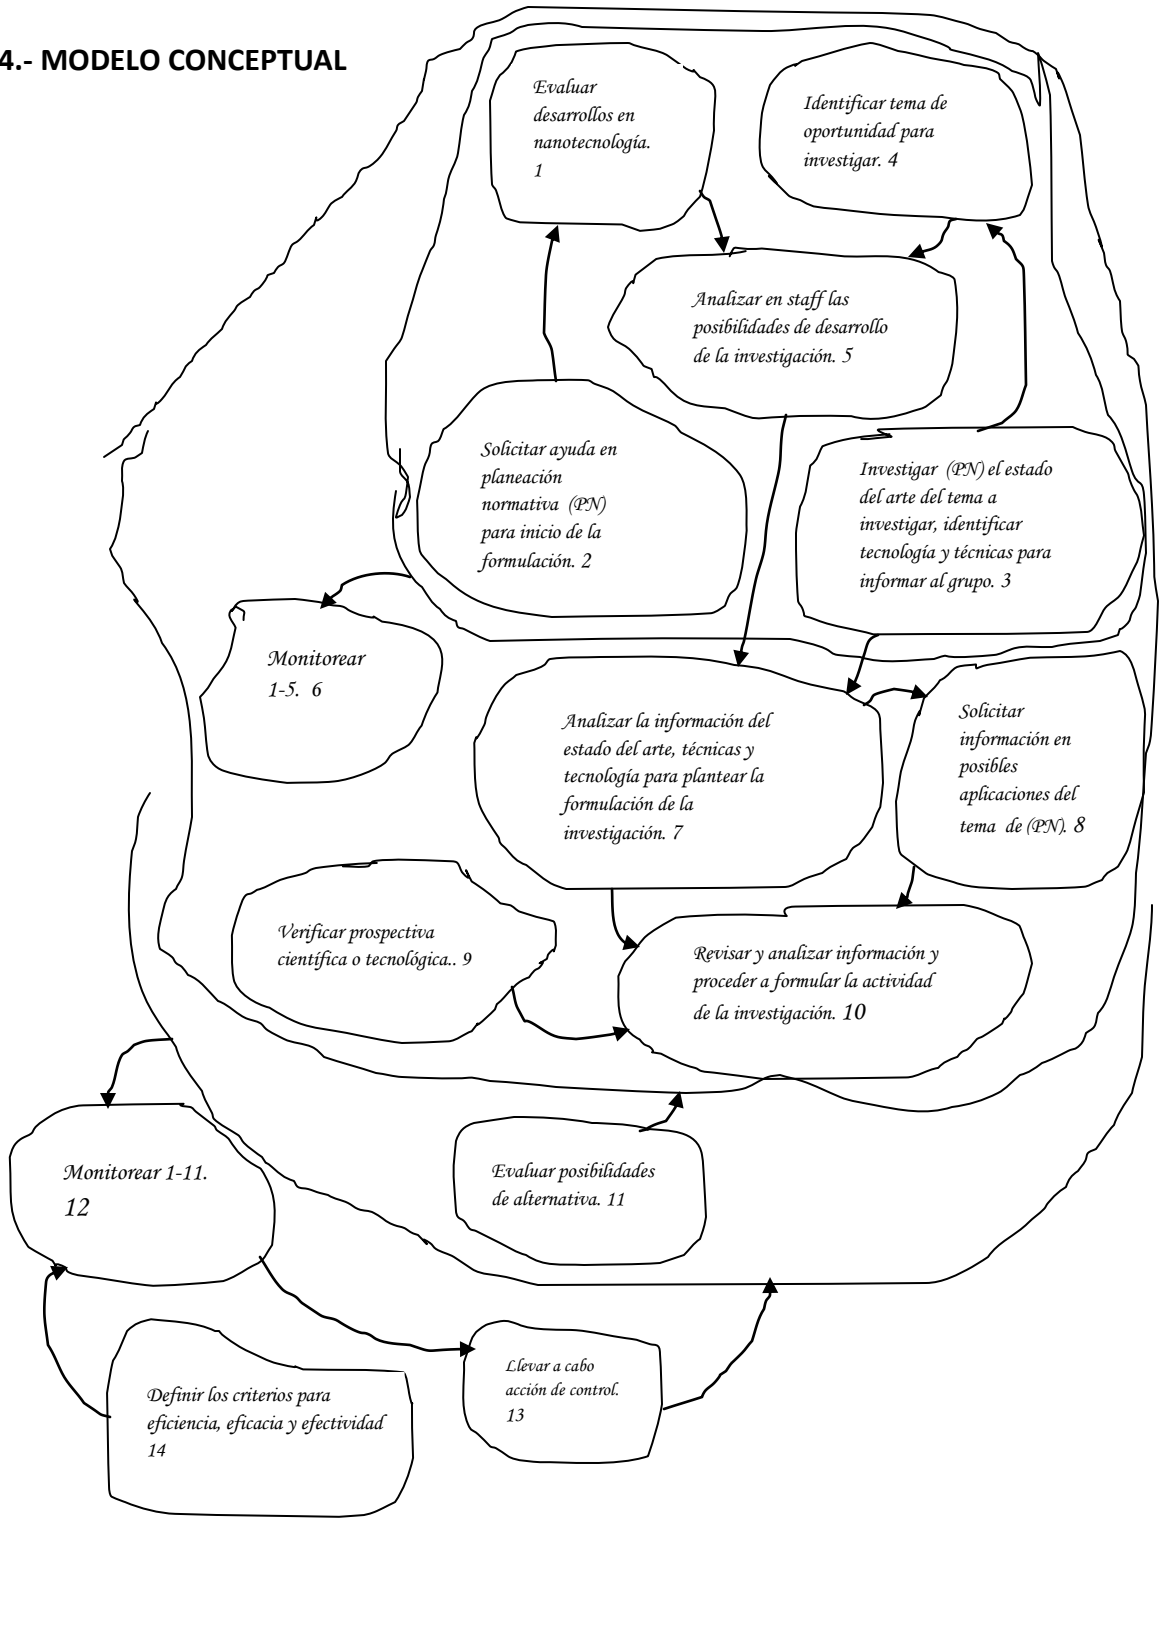 4.- MODELO CONCEPTUAL
Evaluar
desarrollos en
nanotecnología.
1
Identificar tema de
oportunidad para
investigar. 4
Analizar en staff las
posibilidades de desarrollo
de la investigación. 5
Solicitar ayuda en
planeación
normativa (PN)
para inicio de la
formulación. 2
Investigar (PN) el estado
del arte del tema a
investigar, identificar
tecnología y técnicas para
informar al grupo. 3
Monitorear
1-5. 6
Analizar la información del
estado del arte, técnicas y
tecnología para plantear la
formulación de la
investigación. 7
Solicitar
información en
posibles
aplicaciones del
tema de (PN). 8
Verificar prospectiva
científica o tecnológica.. 9
Revisar y analizar información y
proceder a formular la actividad
de la investigación. 10
Monitorear 1-11.
12
Evaluar posibilidades
de alternativa. 11
Llevar a cabo
acción de control.
13
Definir los criterios para
eficiencia, eficacia y efectividad
14